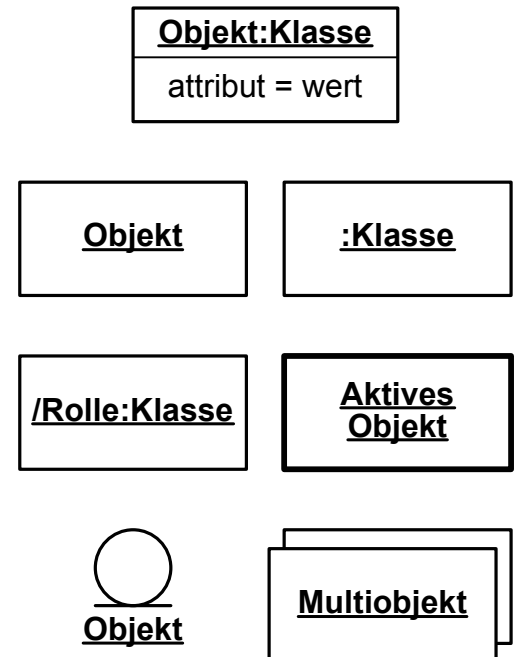 Objekt:Klasse
attribut = wert
Objekt
:Klasse
/Rolle:Klasse
Aktives
Objekt
Objekt
Multiobjekt